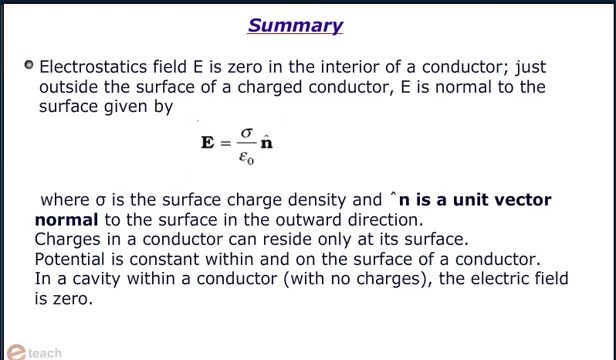 Summary
Electrostatics field E is zero in the interior of a conductor; just
outside the surface of a charged conductor, E is normal to the
surface given by
E = σ/ε₀ n̂
where σ is the surface charge density and ˆn is a unit vector
normal to the surface in the outward direction.
Charges in a conductor can reside only at its surface.
Potential is constant within and on the surface of a conductor.
In a cavity within a conductor (with no charges), the electric field
is zero.
e teach